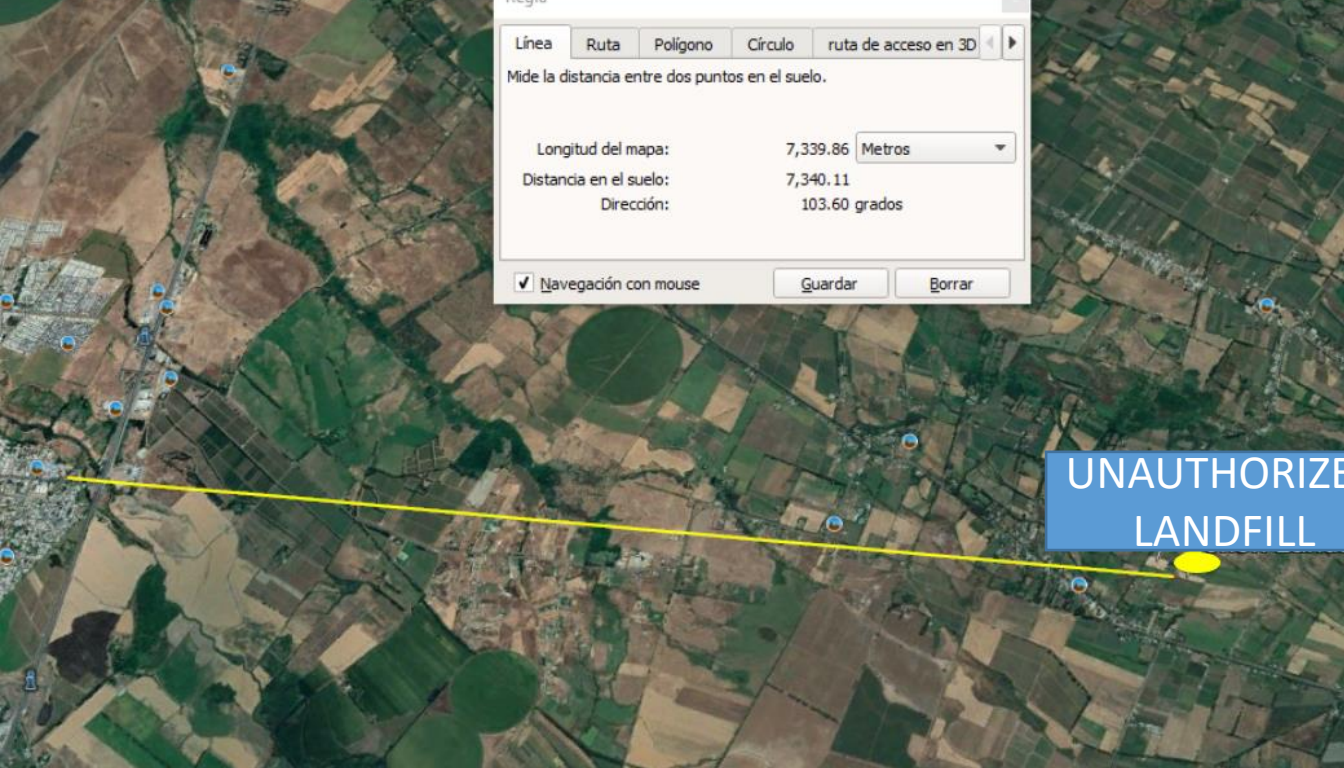 Regla
Línea Ruta Polígono Círculo ruta de acceso en 3D
Mide la distancia entre dos puntos en el suelo.
Longitud del mapa: 7,339.86 Metros
Distancia en el suelo: 7,340.11
Dirección: 103.60 grados
Navegación con mouse Guardar Borrar
UNAUTHORIZE
LANDFILL